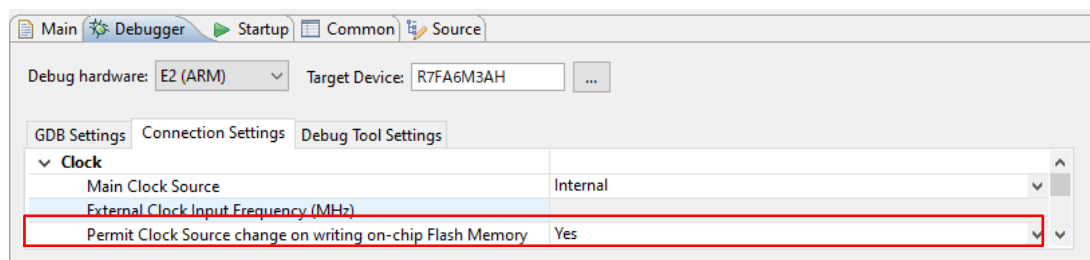 Main Debugger Startup Common Source
Debug hardware: E2 (ARM) Target Device: R7FA6M3AH ...
GDB Settings Connection Settings Debug Tool Settings
Clock
Main Clock Source Internal
External Clock Input Frequency (MHz)
Permit Clock Source change on writing on-chip Flash Memory Yes